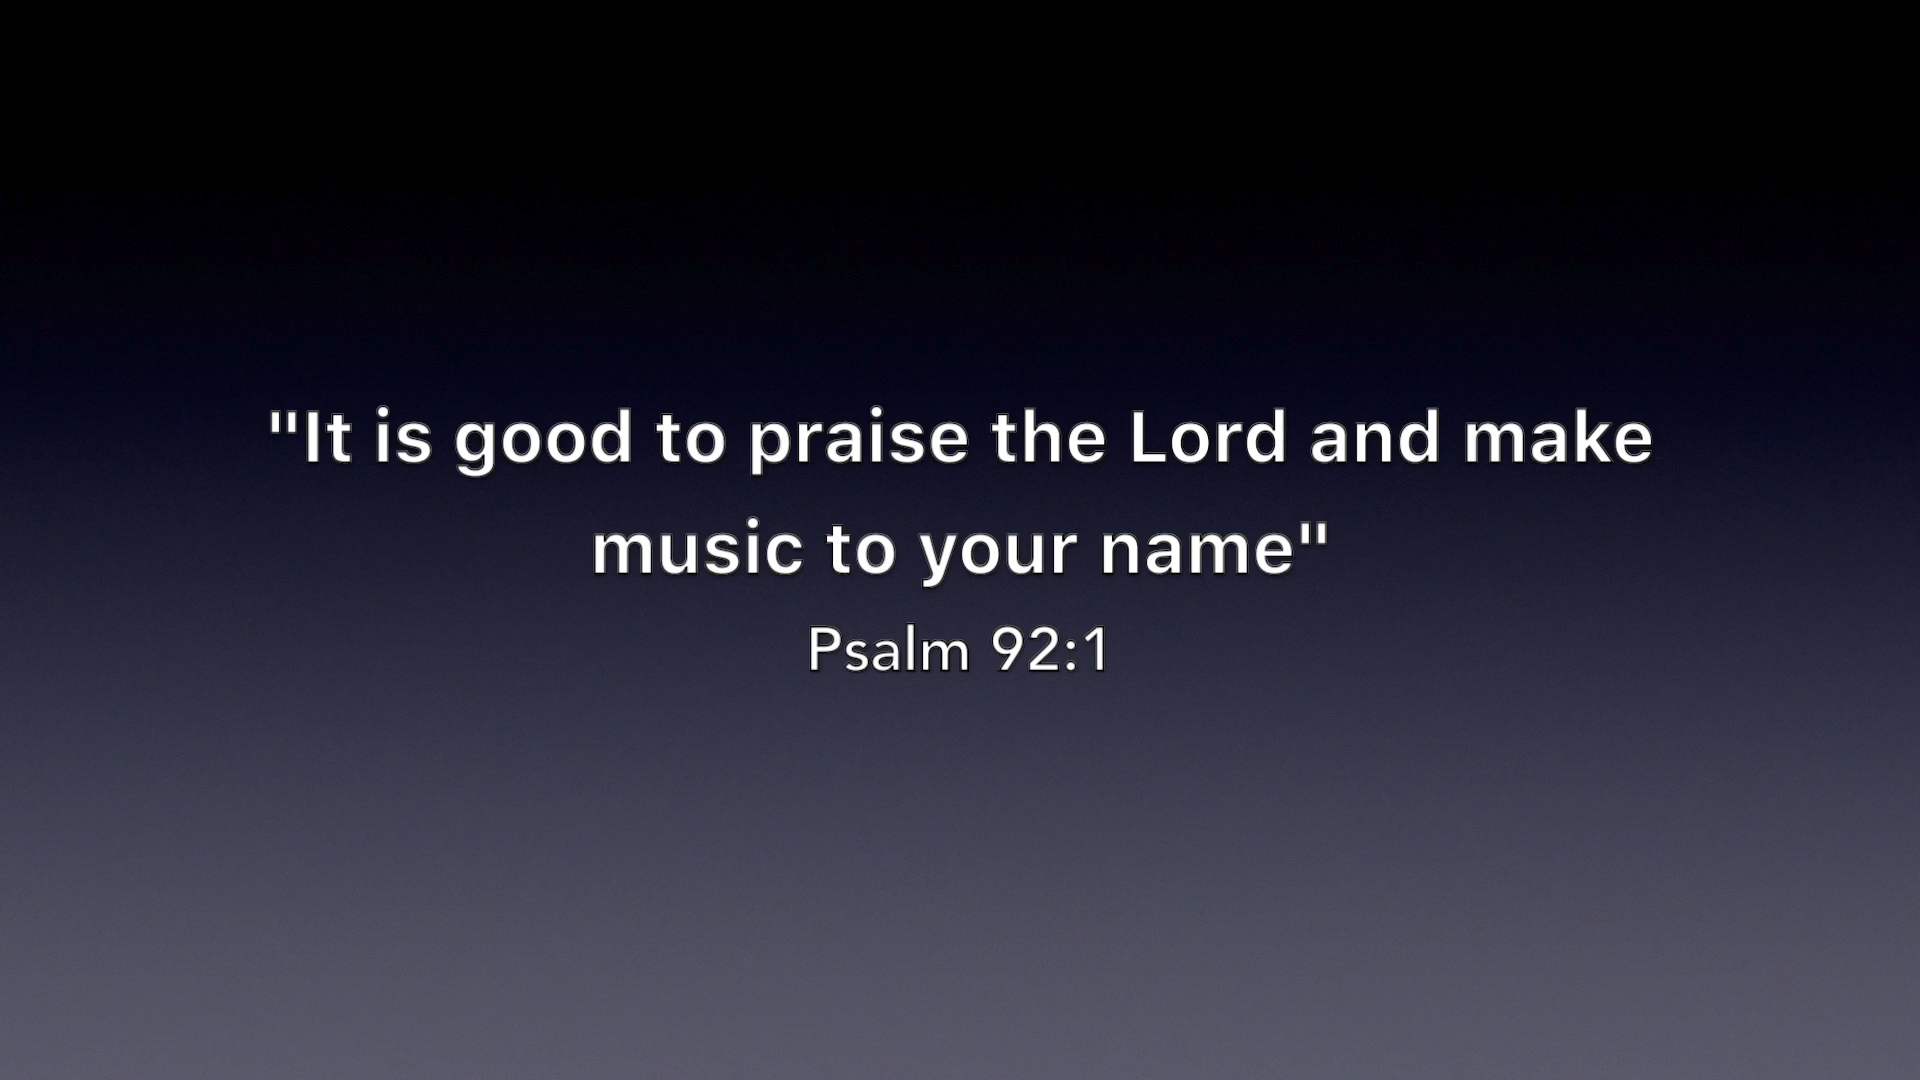 "It is good to praise the Lord and make
music to your name"
Psalm 92:1